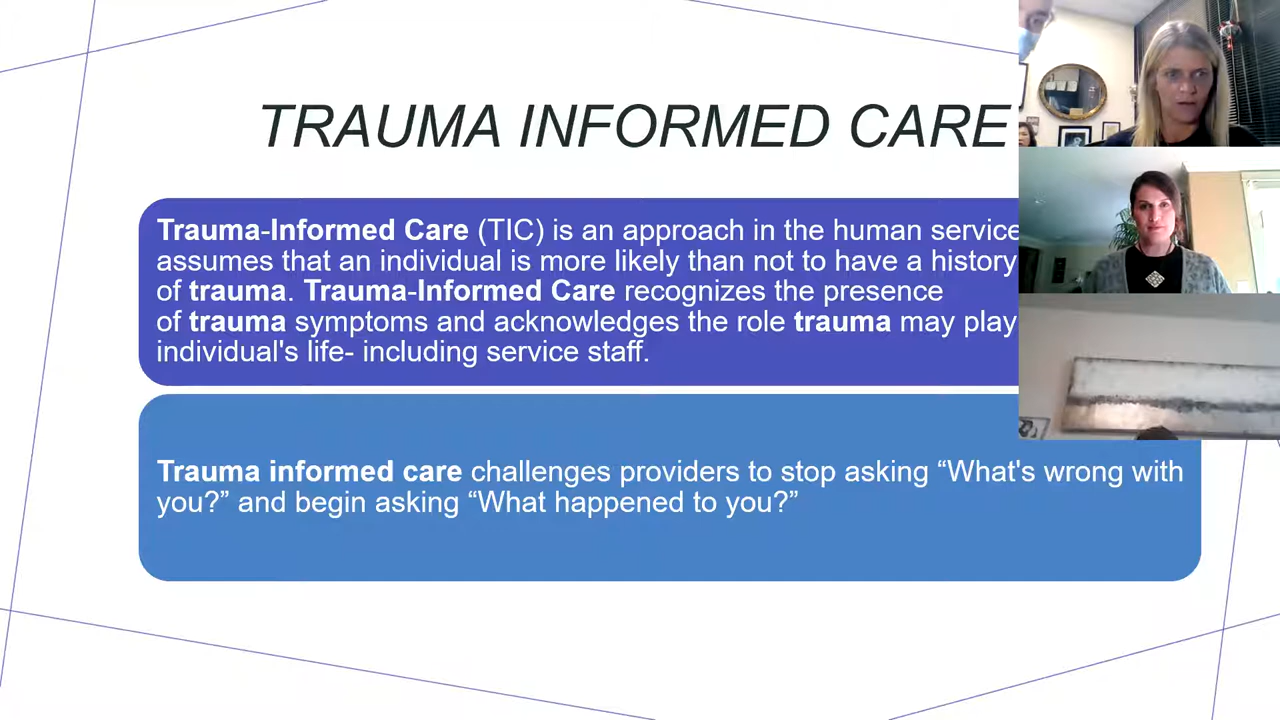 TRAUMA INFORMED CARE
Trauma-Informed Care (TIC) is an approach in the human service
assumes that an individual is more likely than not to have a history
of trauma. Trauma-Informed Care recognizes the presence
of trauma symptoms and acknowledges the role trauma may play
individual's life- including service staff.
Trauma informed care challenges providers to stop asking “What's wrong with
you?” and begin asking “What happened to you?”